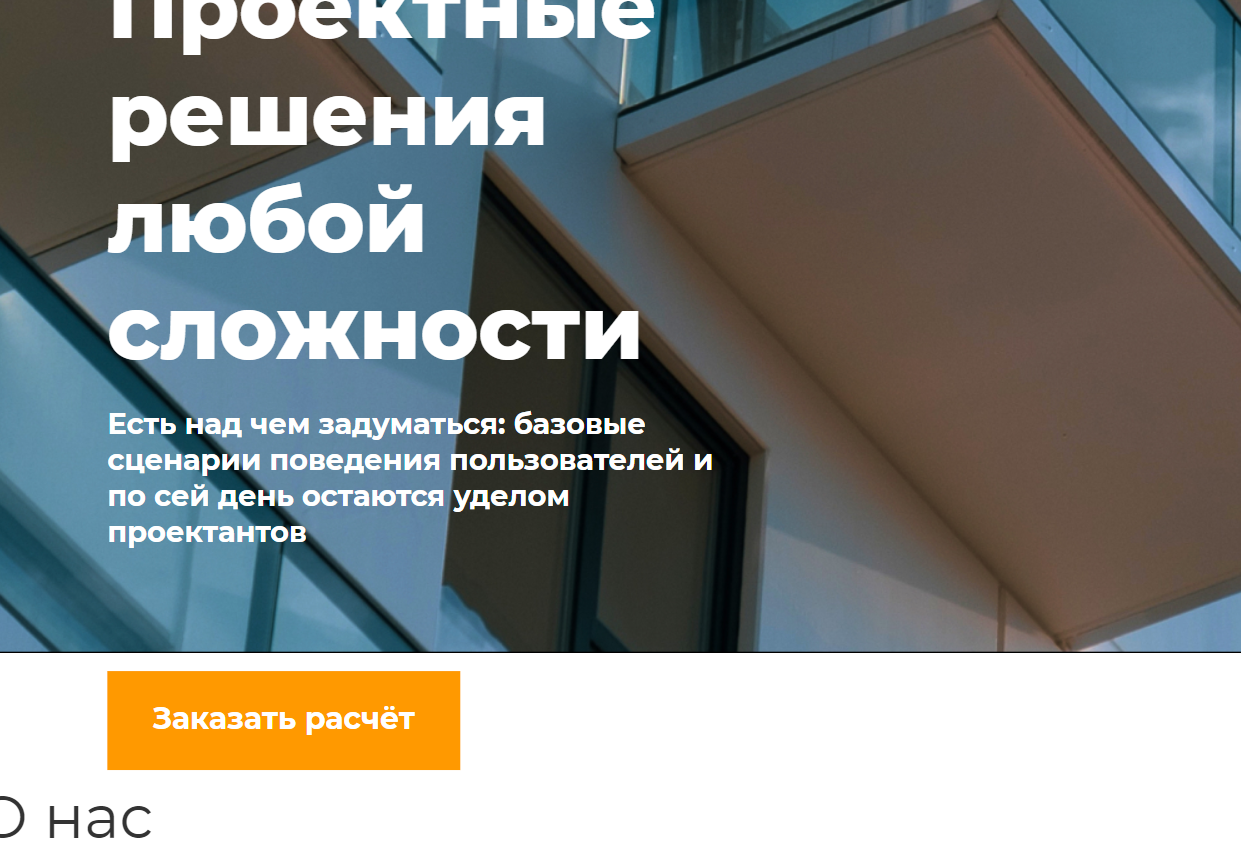 Проектные
решения
любой
сложности
Есть над чем задуматься: базовые
сценарии поведения пользователей и
по сей день остаются уделом
проектантов
Заказать расчёт
О нас